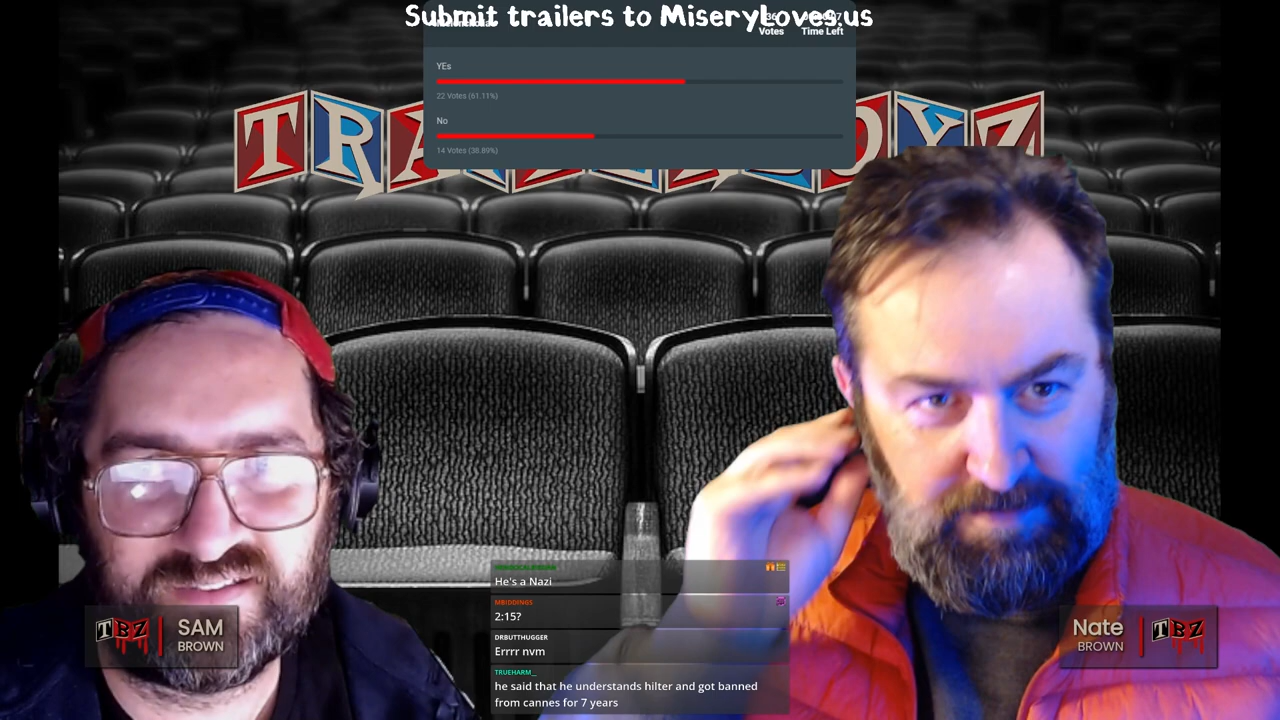 Submit trailers to MiseryLoves.us
Votes
Time Left
YEs
22 Votes (61.11%)
No
14 Votes (38.89%)
TBZ
SAM
BROWN
Nate
BROWN
TBZ
He's a Nazi
MBIDDINGS
2:15?
DRBUTTHUGGER
Errrr nvm
TRUEHARM_
he said that he understands hilter and got banned
from cannes for 7 years